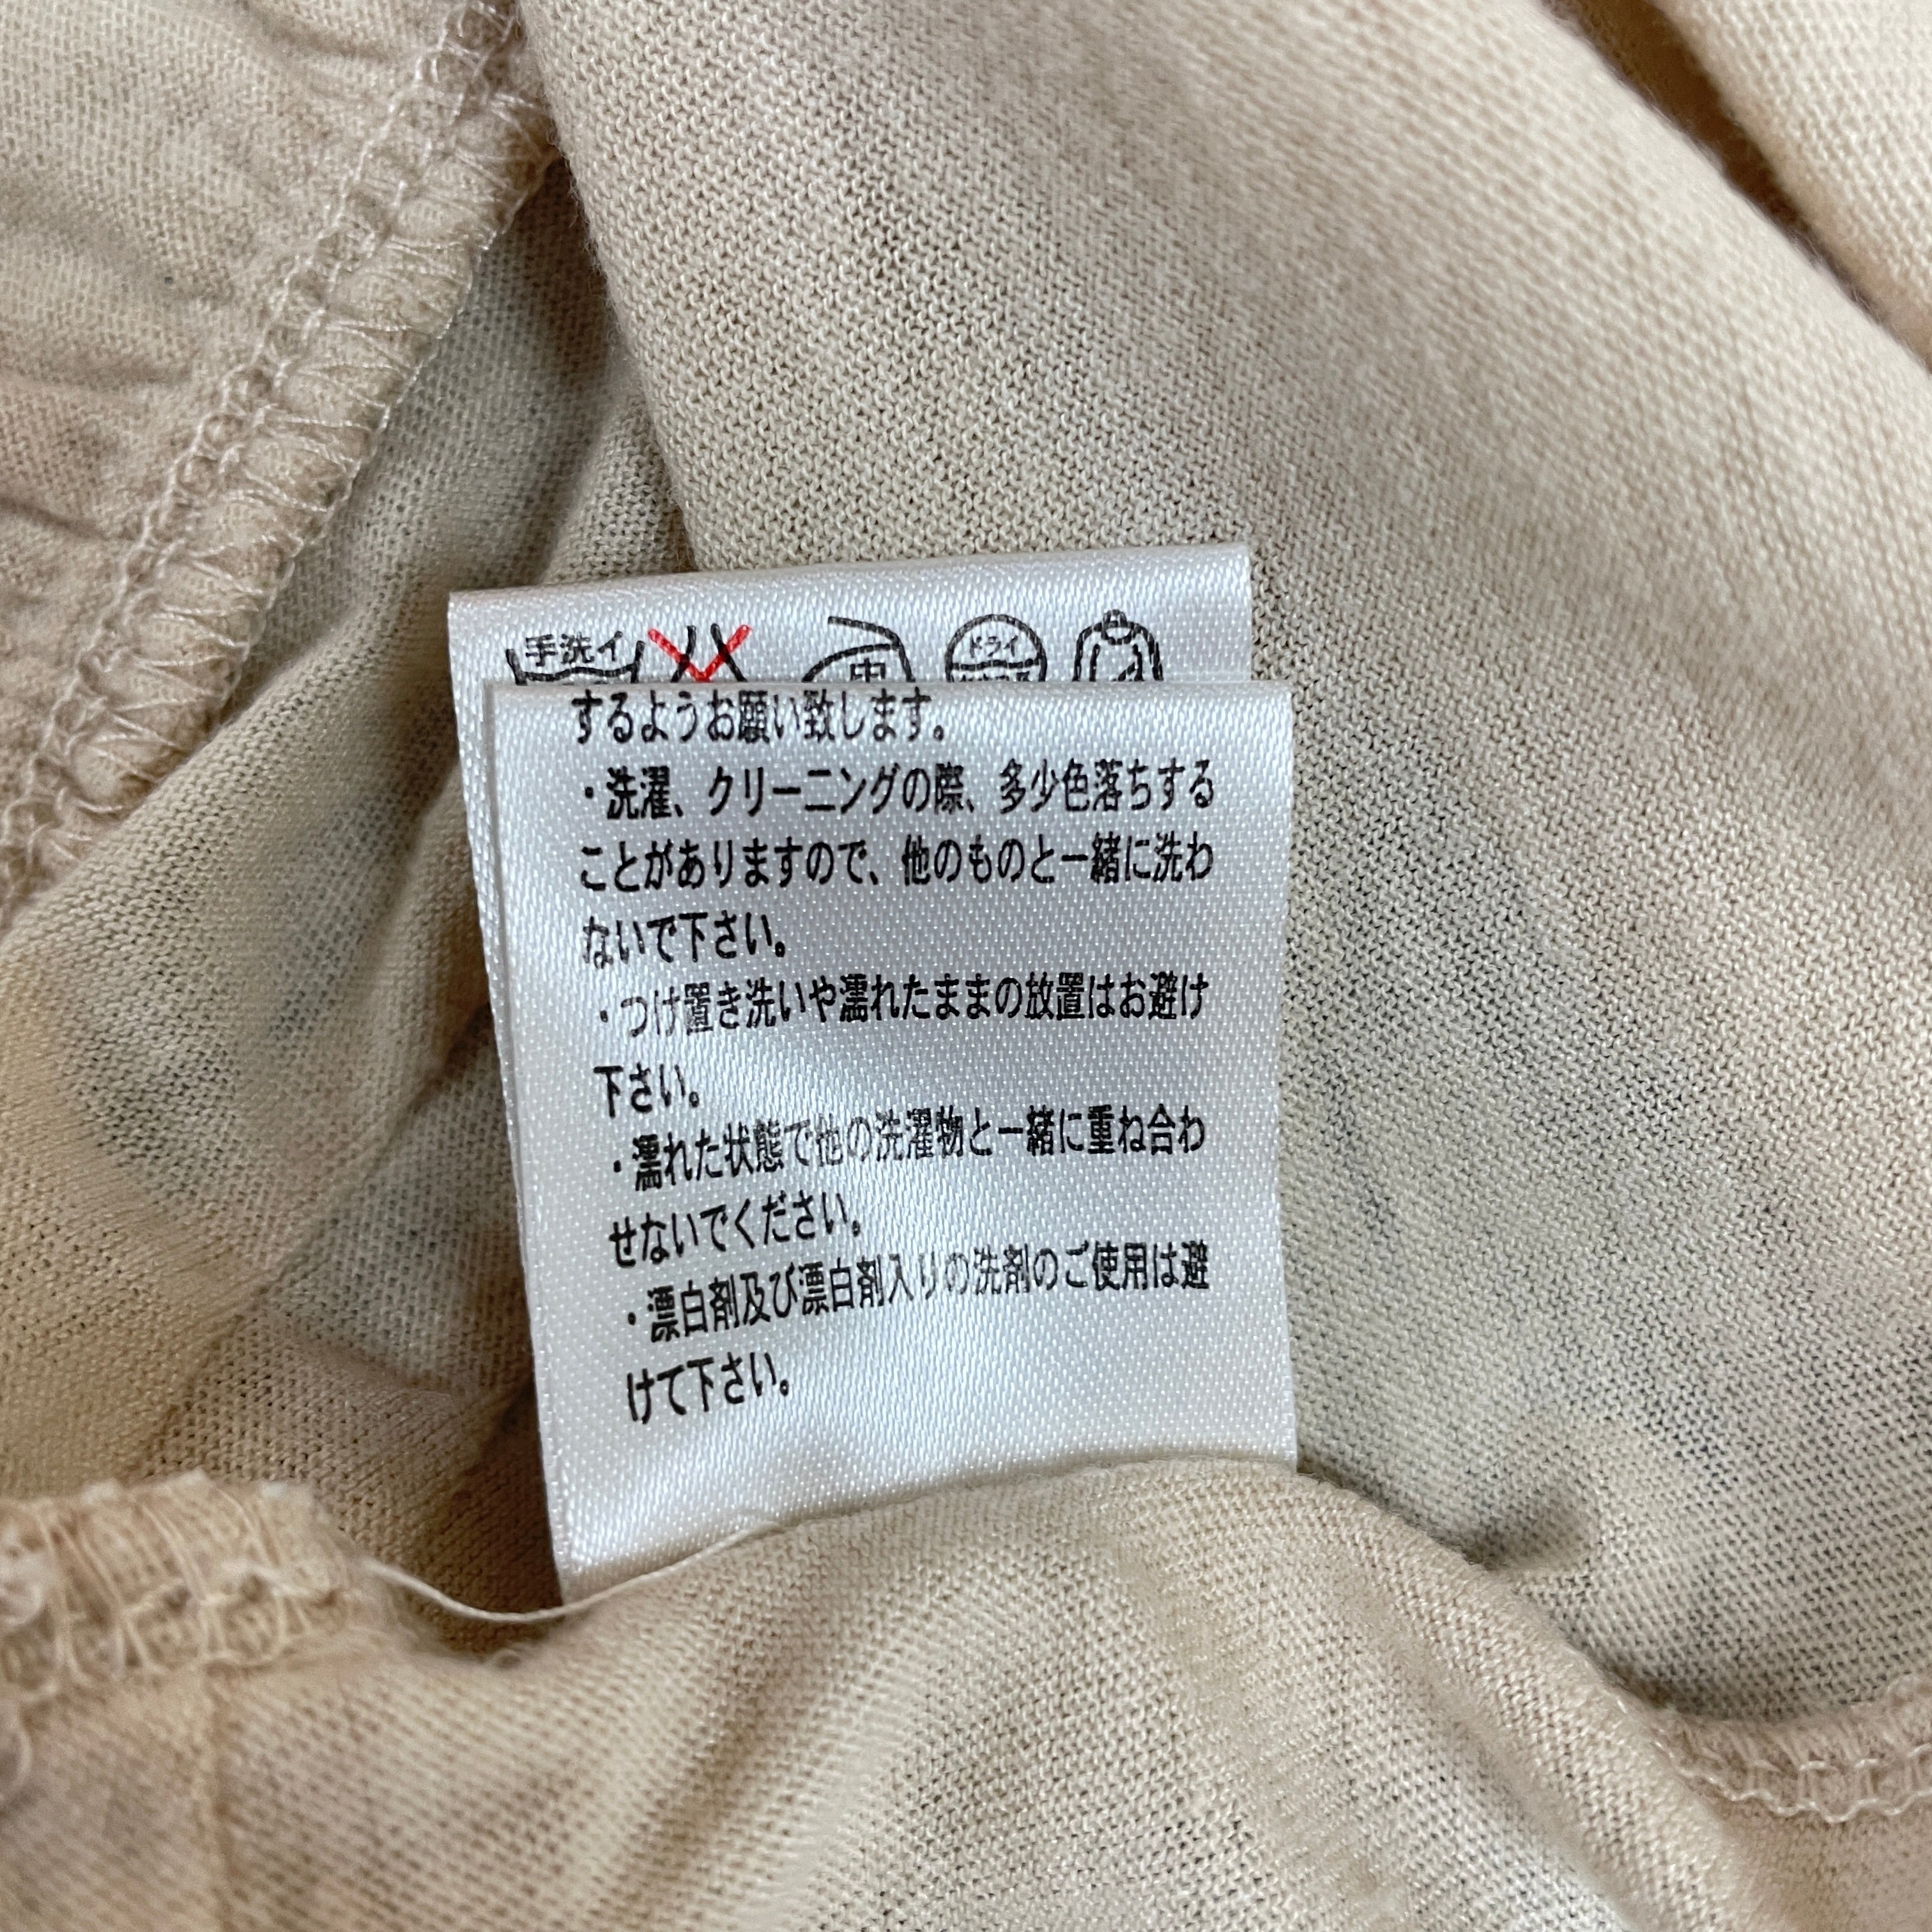 手洗イ
中
ドライ
するようお願い致します。
・洗濯、クリーニングの際、多少色落ちする
ことがありますので、他のものと一緒に洗わ
ないで下さい。
・つけ置き洗いや濡れたままの放置はお避け
下さい。
・濡れた状態で他の洗濯物と一緒に重ね合わ
せないでください。
・漂白剤及び漂白剤入りの洗剤のご使用は避
けて下さい。